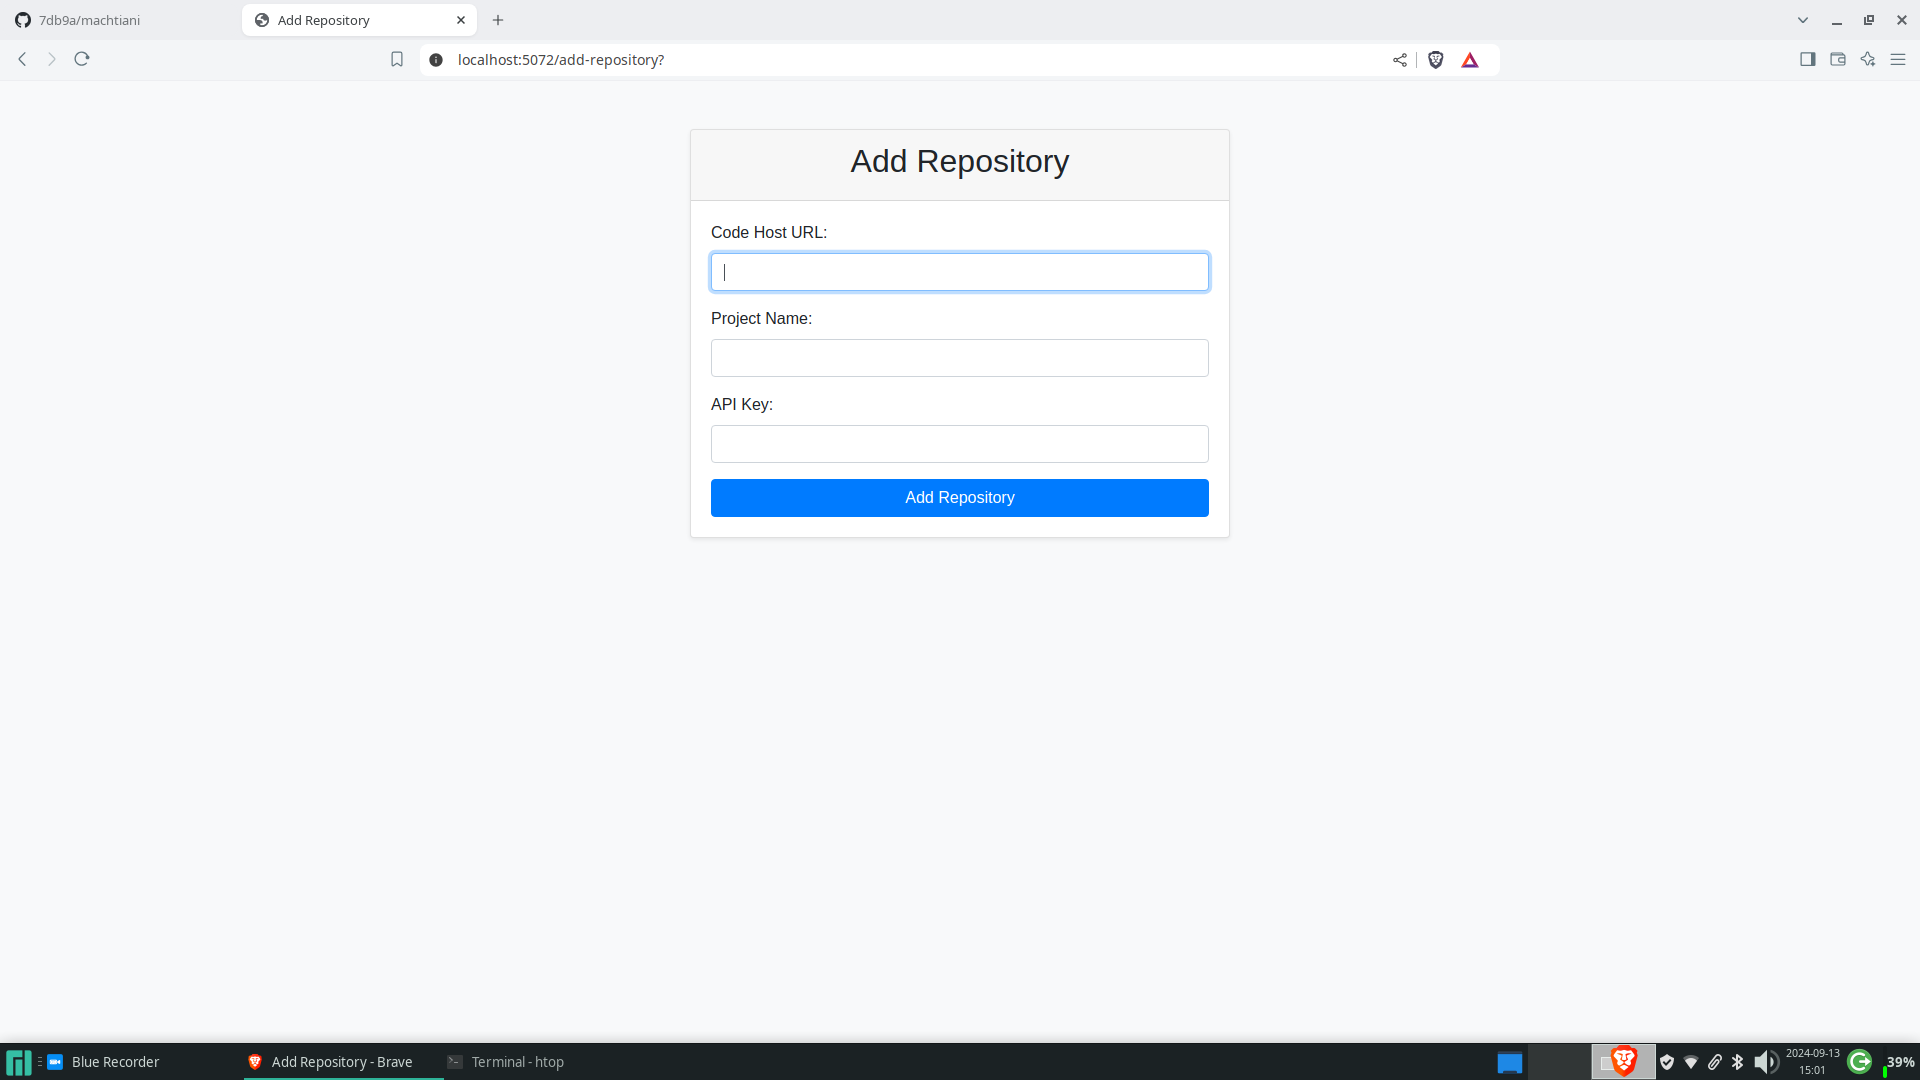 7db9a/machtiani
Add Repository
localhost:5072/add-repository?
Add Repository
Code Host URL:
Project Name:
API Key:
Add Repository
Blue Recorder
Add Repository - Brave
Terminal - htop
2024-09-13
15:01
39%